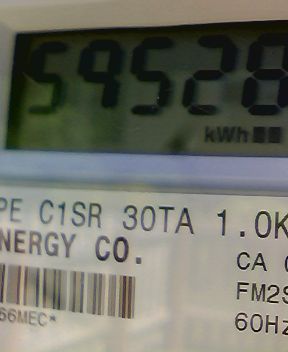 59528
kWh
PE C1SR 30TA 1.0K
NERGY CO.
CA
FM2S
60Hz
66MEC*